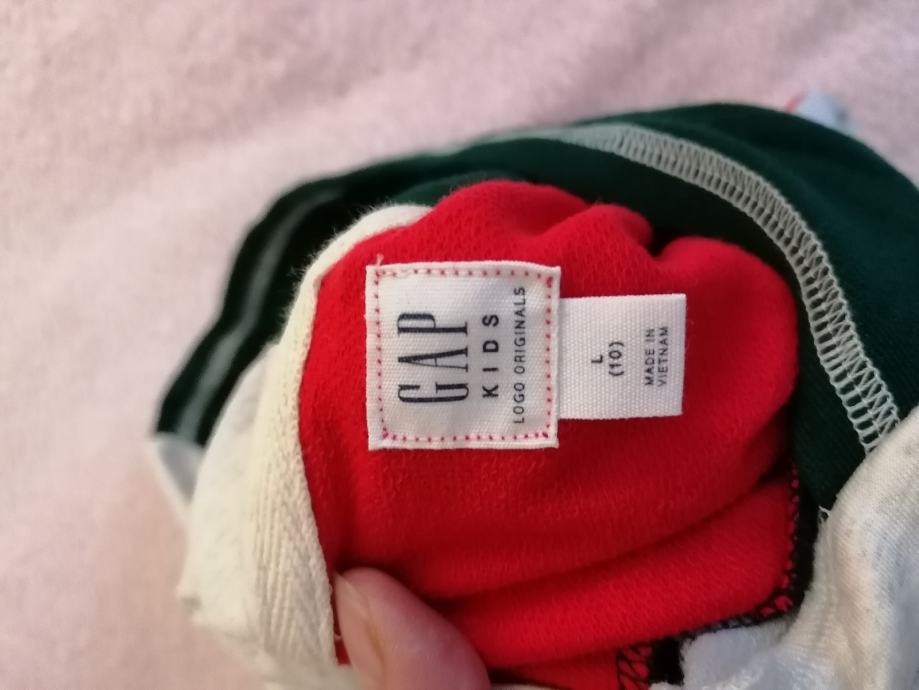 GAP
KIDS
LOGO ORIGINALS
L
(10)
MADE IN
VIETNAM